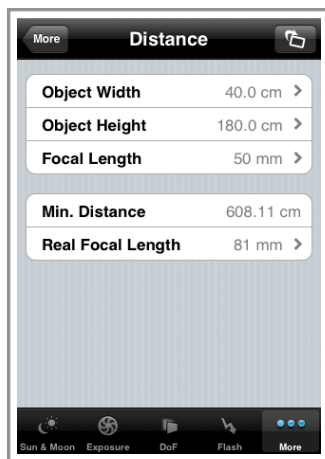 More Distance
Object Width 40.0 cm
Object Height 180.0 cm
Focal Length 50 mm
Min. Distance 608.11 cm
Real Focal Length 81 mm
Sun & Moon Exposure DoF Flash More